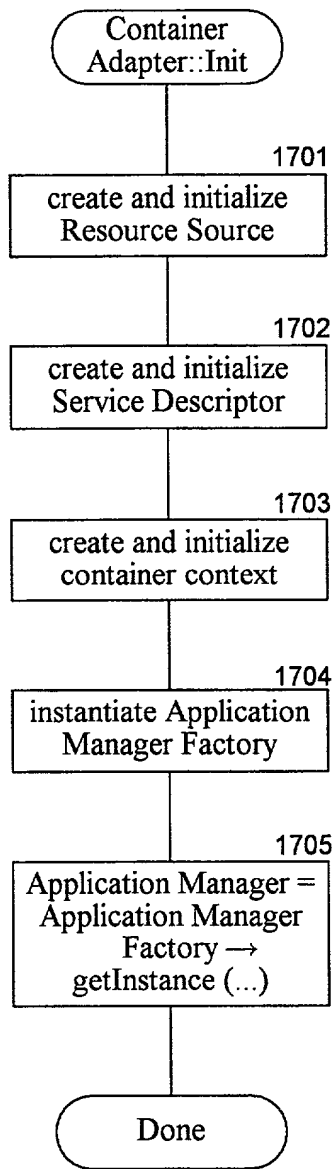 Container
Adapter::Init
1701
create and initialize
Resource Source
1702
create and initialize
Service Descriptor
1703
create and initialize
container context
1704
instantiate Application
Manager Factory
1705
Application Manager =
Application Manager
Factory →
getInstance (...)
Done